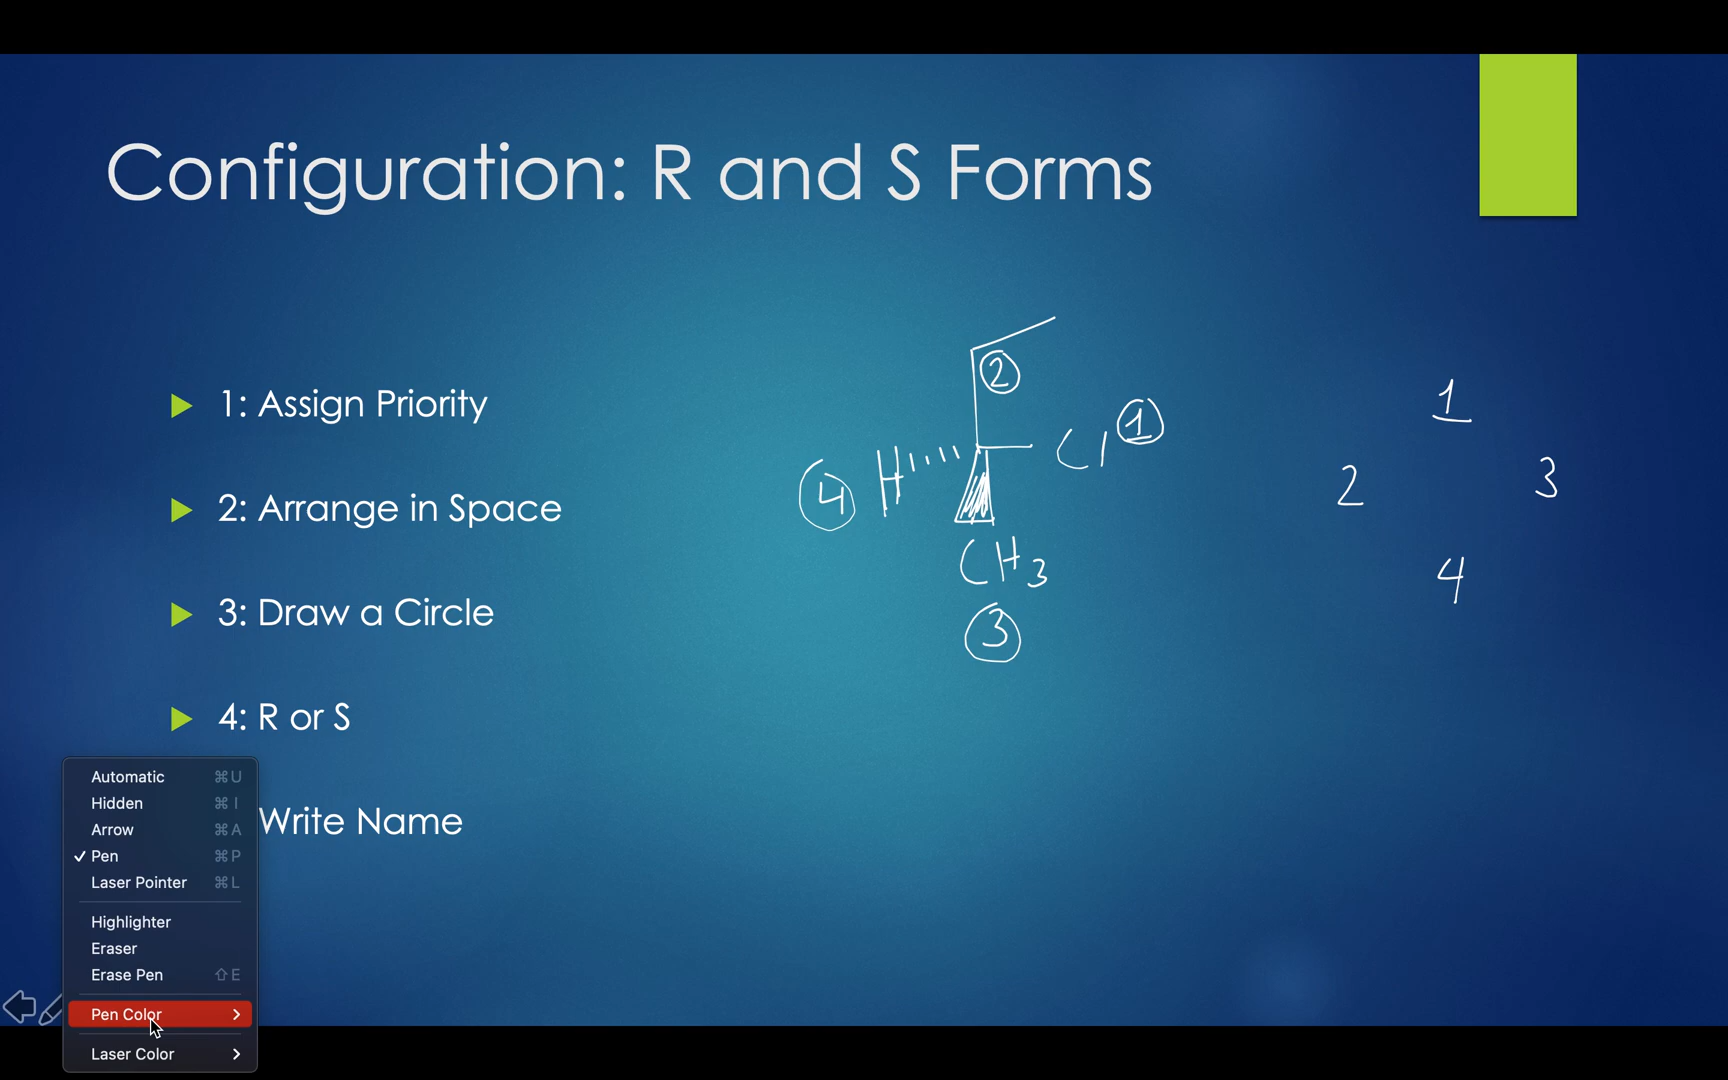 Configuration: R and S Forms
1: Assign Priority
2: Arrange in Space
3: Draw a Circle
4: R or S
Write Name
2
Cl 1
4 H
CH3
3
1
2 3
4
Automatic ⌘U
Hidden ⌘I
Arrow ⌘A
✓ Pen ⌘P
Laser Pointer ⌘L
Highlighter
Eraser
Erase Pen ⇧E
Pen Color >
Laser Color >